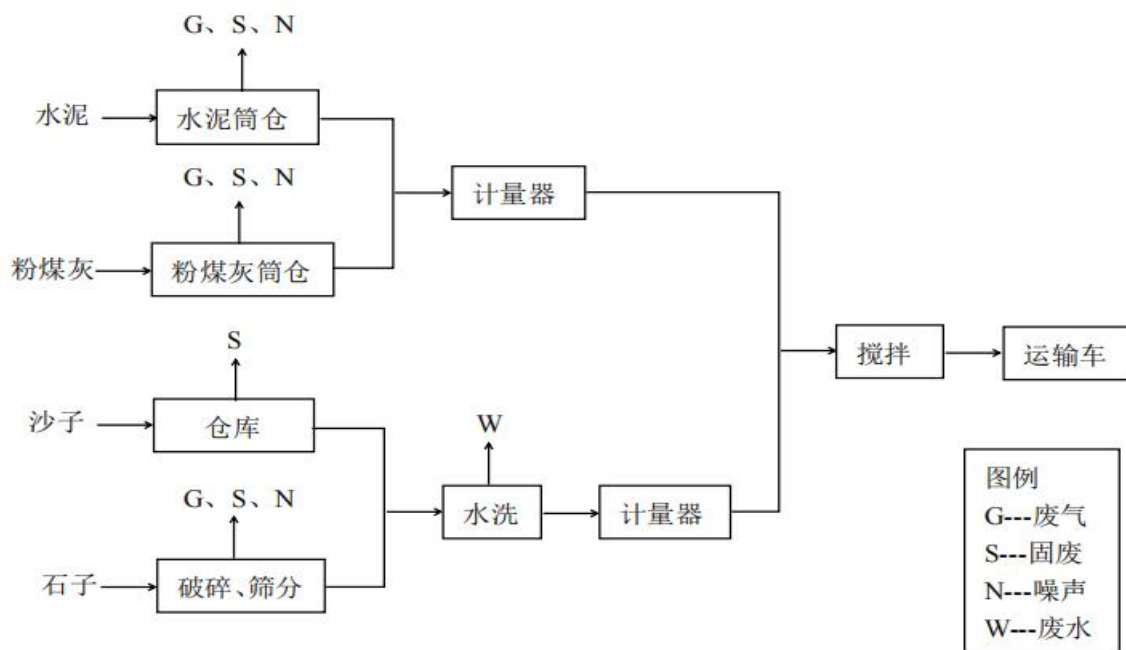 G、S、N
水泥
水泥筒仓
G、S、N
计量器
粉煤灰
粉煤灰筒仓
S
搅拌
运输车
沙子
仓库
W
G、S、N
水洗
计量器
石子
破碎、筛分
图例
G---废气
S---固废
N---噪声
W---废水